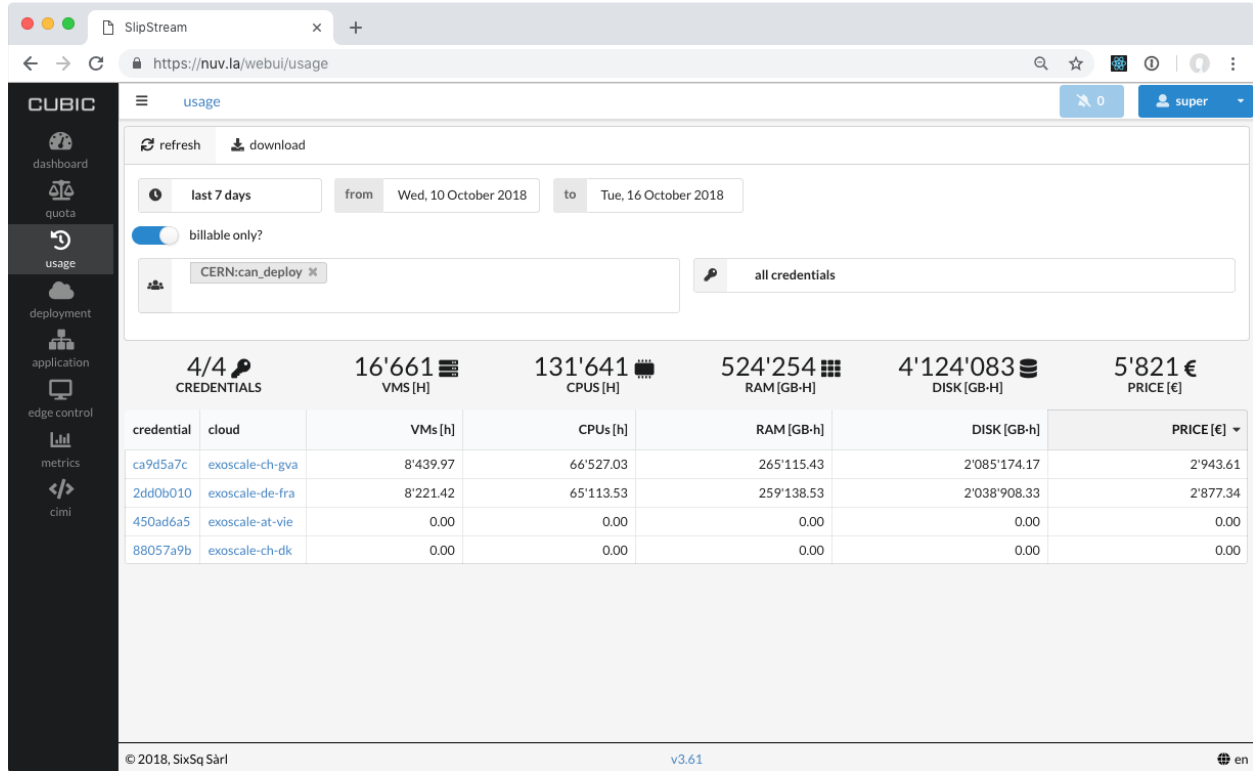 SlipStream
https://nuv.la/webui/usage
CUBIC
usage
0
super
dashboard
quota
usage
deployment
application
edge control
metrics
cimi
refresh download
last 7 days from Wed, 10 October 2018 to Tue, 16 October 2018
billable only?
CERN:can_deploy
all credentials
4/4 16'661 131'641 524'254 4'124'083 5'821 €
CREDENTIALS VMS [H] CPUS [H] RAM [GB·H] DISK [GB·H] PRICE [€]
credential cloud VMs [h] CPUs [h] RAM [GB·h] DISK [GB·h] PRICE [€]
ca9d5a7c exoscale-ch-gva 8'439.97 66'527.03 265'115.43 2'085'174.17 2'943.61
2dd0b010 exoscale-de-fra 8'221.42 65'113.53 259'138.53 2'038'908.33 2'877.34
450ad6a5 exoscale-at-vie 0.00 0.00 0.00 0.00 0.00
88057a9b exoscale-ch-dk 0.00 0.00 0.00 0.00 0.00
© 2018, SixSq Sàrl v3.61 en